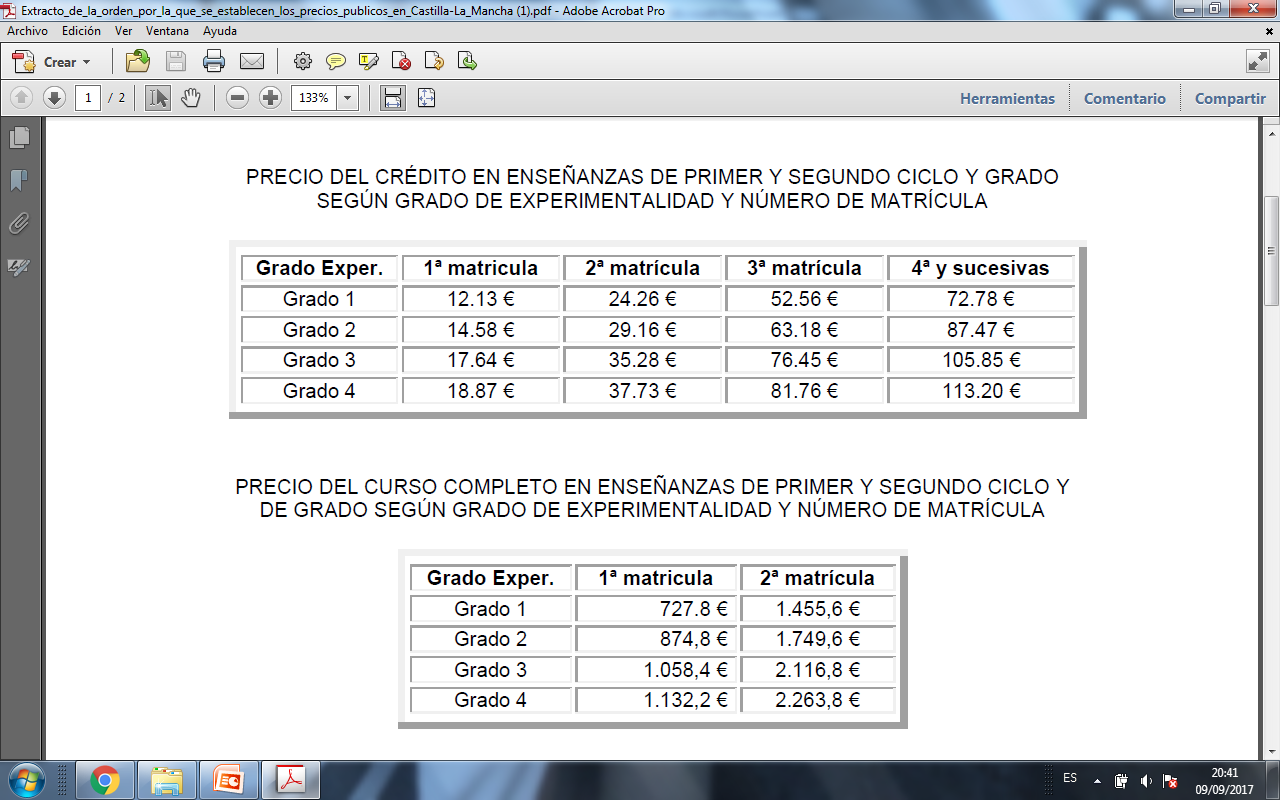 Extracto_de_la_orden_por_la_que_se_establecen_los_precios_publicos_en_Castilla-La_Mancha (1).pdf - Adobe Acrobat Pro
Archivo Edición Ver Ventana Ayuda
Crear
1 / 2 133% Herramientas Comentario Compartir
PRECIO DEL CRÉDITO EN ENSEÑANZAS DE PRIMER Y SEGUNDO CICLO Y GRADO
SEGÚN GRADO DE EXPERIMENTALIDAD Y NÚMERO DE MATRÍCULA
Grado Exper. 1ª matricula 2ª matrícula 3ª matrícula 4ª y sucesivas
Grado 1 12.13 € 24.26 € 52.56 € 72.78 €
Grado 2 14.58 € 29.16 € 63.18 € 87.47 €
Grado 3 17.64 € 35.28 € 76.45 € 105.85 €
Grado 4 18.87 € 37.73 € 81.76 € 113.20 €
PRECIO DEL CURSO COMPLETO EN ENSEÑANZAS DE PRIMER Y SEGUNDO CICLO Y
DE GRADO SEGÚN GRADO DE EXPERIMENTALIDAD Y NÚMERO DE MATRÍCULA
Grado Exper. 1ª matricula 2ª matrícula
Grado 1 727.8 € 1.455,6 €
Grado 2 874,8 € 1.749,6 €
Grado 3 1.058,4 € 2.116,8 €
Grado 4 1.132,2 € 2.263,8 €
ES 20:41
09/09/2017